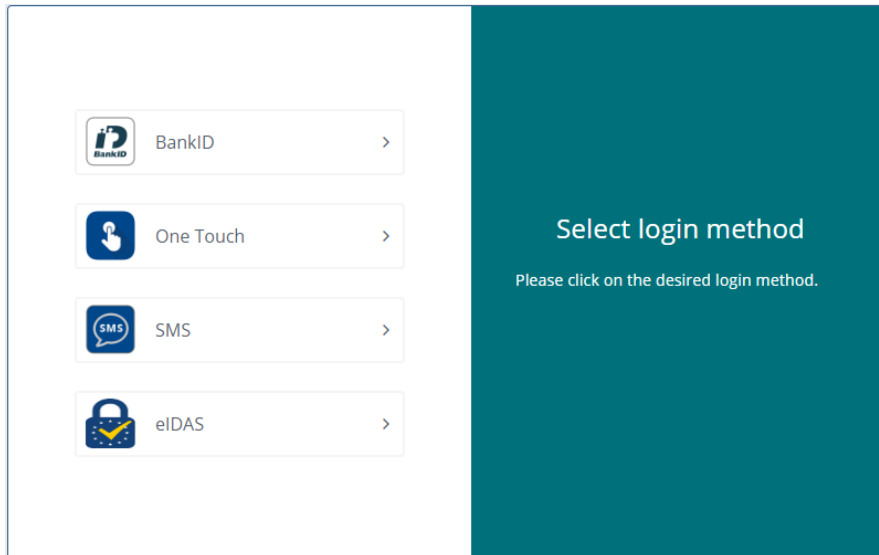 BankID
BankID
One Touch
SMS
SMS
eIDAS
Select login method
Please click on the desired login method.